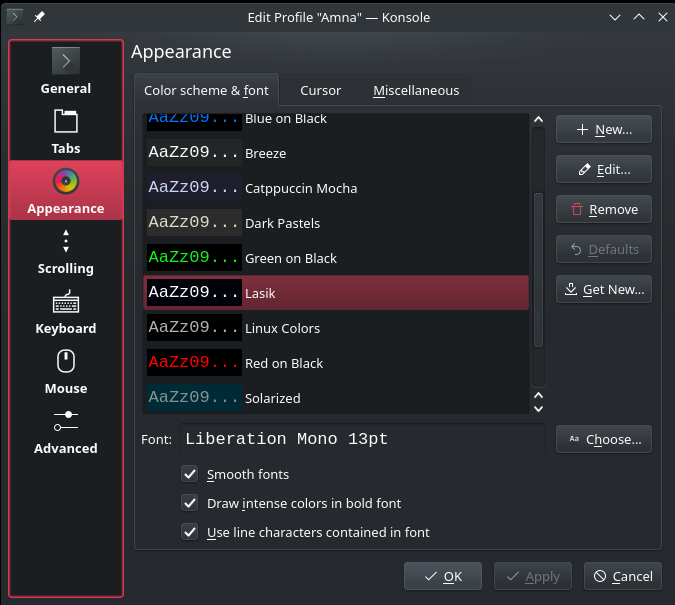 Edit Profile "Amna" — Konsole
General
Tabs
Appearance
Scrolling
Keyboard
Mouse
Advanced
Appearance
Color scheme & font
Cursor
Miscellaneous
AaZz09... Blue on Black
AaZz09... Breeze
AaZz09... Catppuccin Mocha
AaZz09... Dark Pastels
AaZz09... Green on Black
AaZz09... Lasik
AaZz09... Linux Colors
AaZz09... Red on Black
AaZz09... Solarized
New...
Edit...
Remove
Defaults
Get New...
Font: Liberation Mono 13pt
Aa Choose...
Smooth fonts
Draw intense colors in bold font
Use line characters contained in font
OK
Apply
Cancel